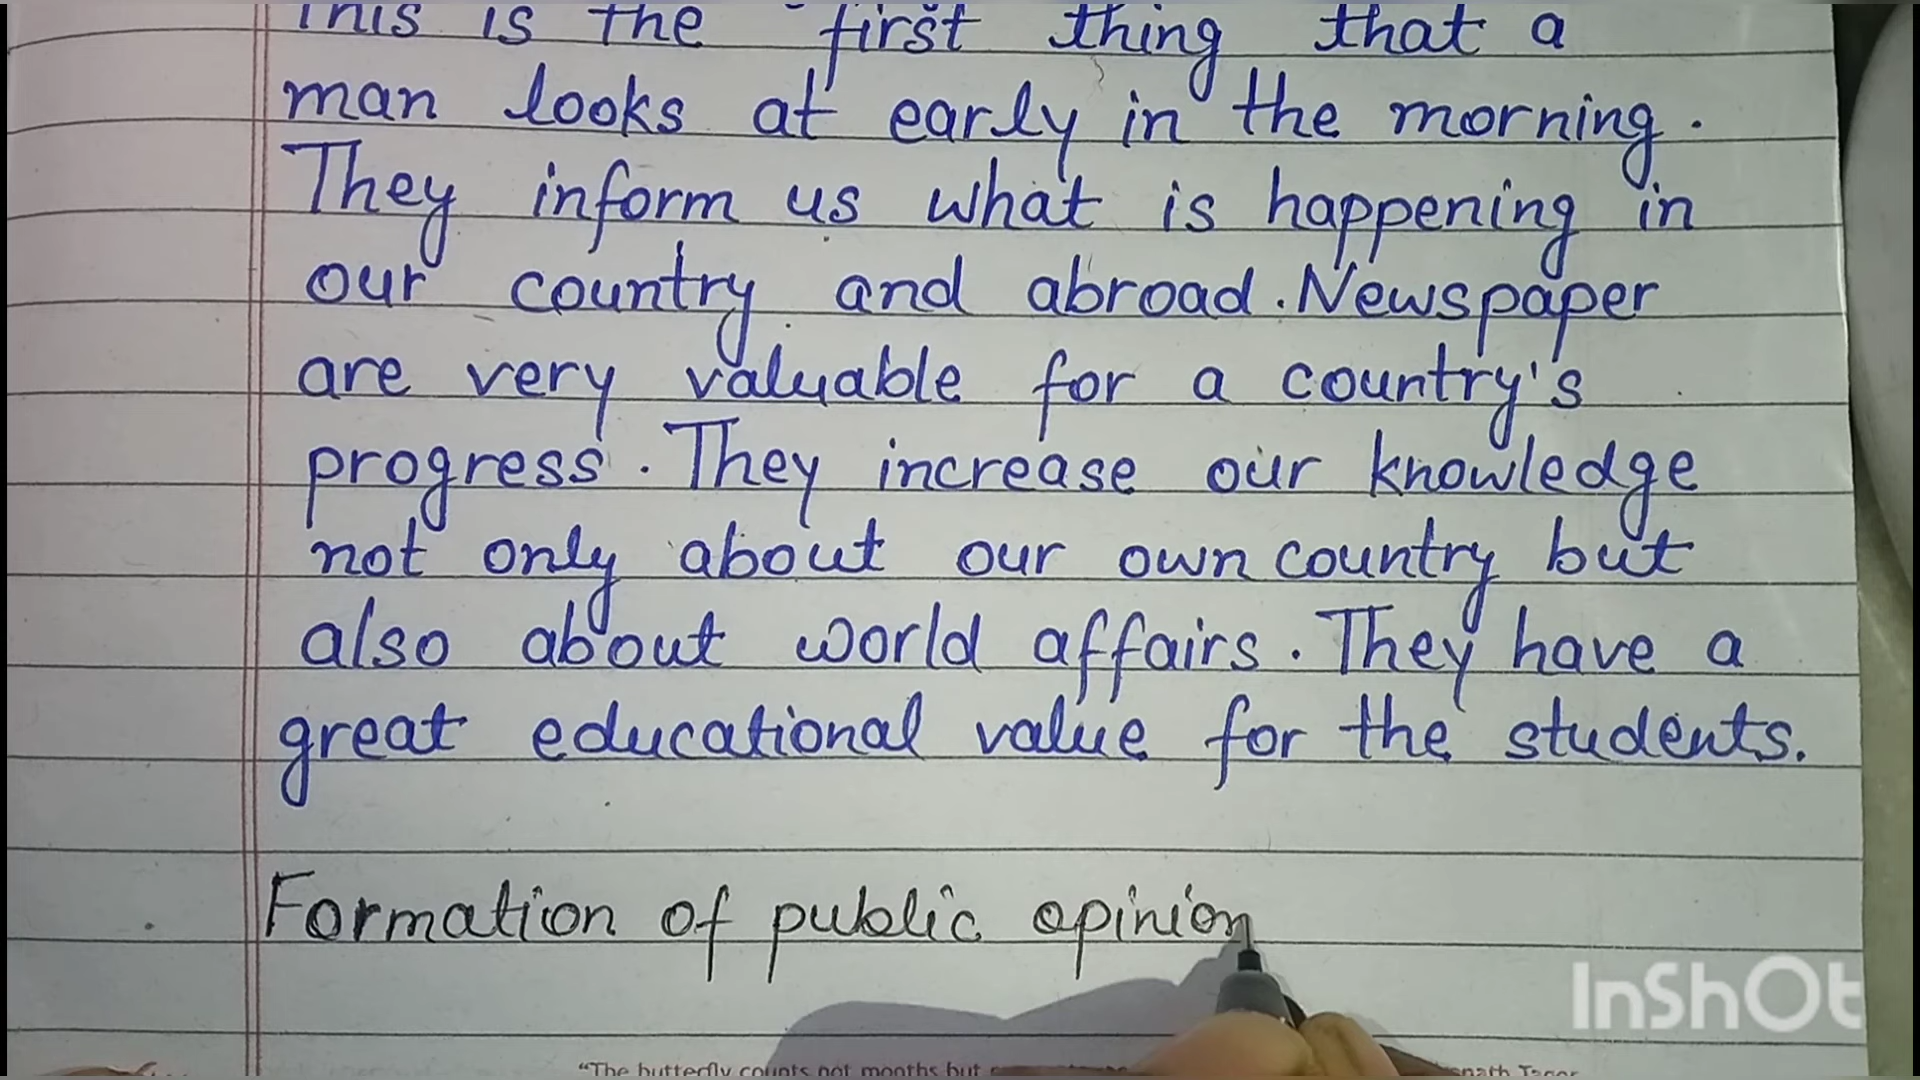 This is the first thing that a
man looks at early in the morning.
They inform us what is happening in
our country and abroad. Newspaper
are very valuable for a country's
progress. They increase our knowledge
not only about our own country but
also about world affairs. They have a
great educational value for the students.
Formation of public opinion
InShOt
"The butterfly counts not months but